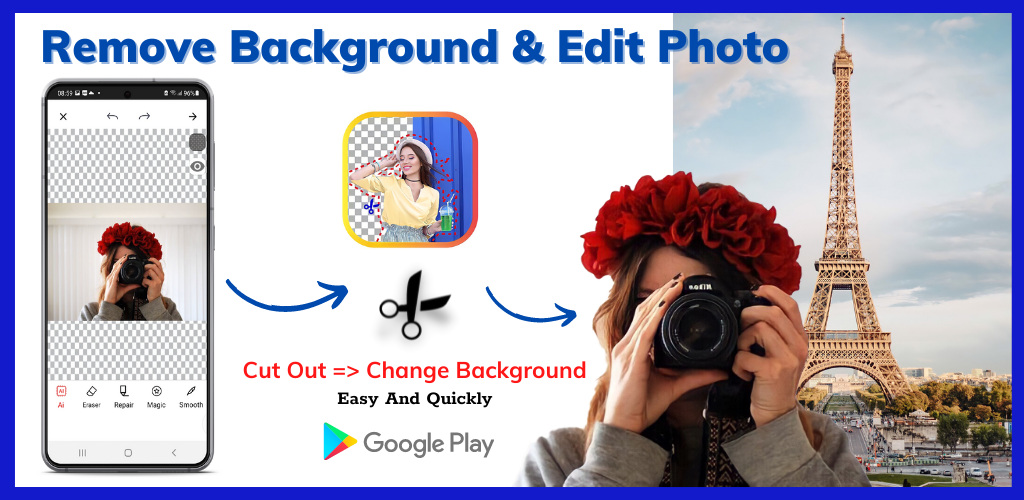 Remove Background & Edit Photo
08:59
96%
Ai
Ai
Eraser
Repair
Magic
Smooth
Cut Out => Change Background
Easy And Quickly
Google Play